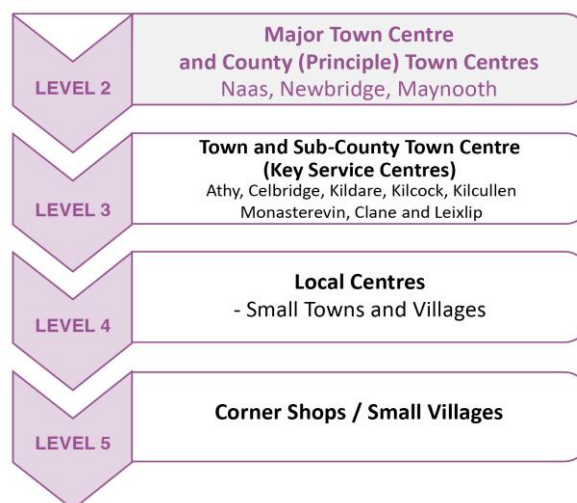 LEVEL 2
Major Town Centre
and County (Principle) Town Centres
Naas, Newbridge, Maynooth
LEVEL 3
Town and Sub-County Town Centre
(Key Service Centres)
Athy, Celbridge, Kildare, Kilcock, Kilcullen
Monasterevin, Clane and Leixlip
LEVEL 4
Local Centres
- Small Towns and Villages
LEVEL 5
Corner Shops / Small Villages